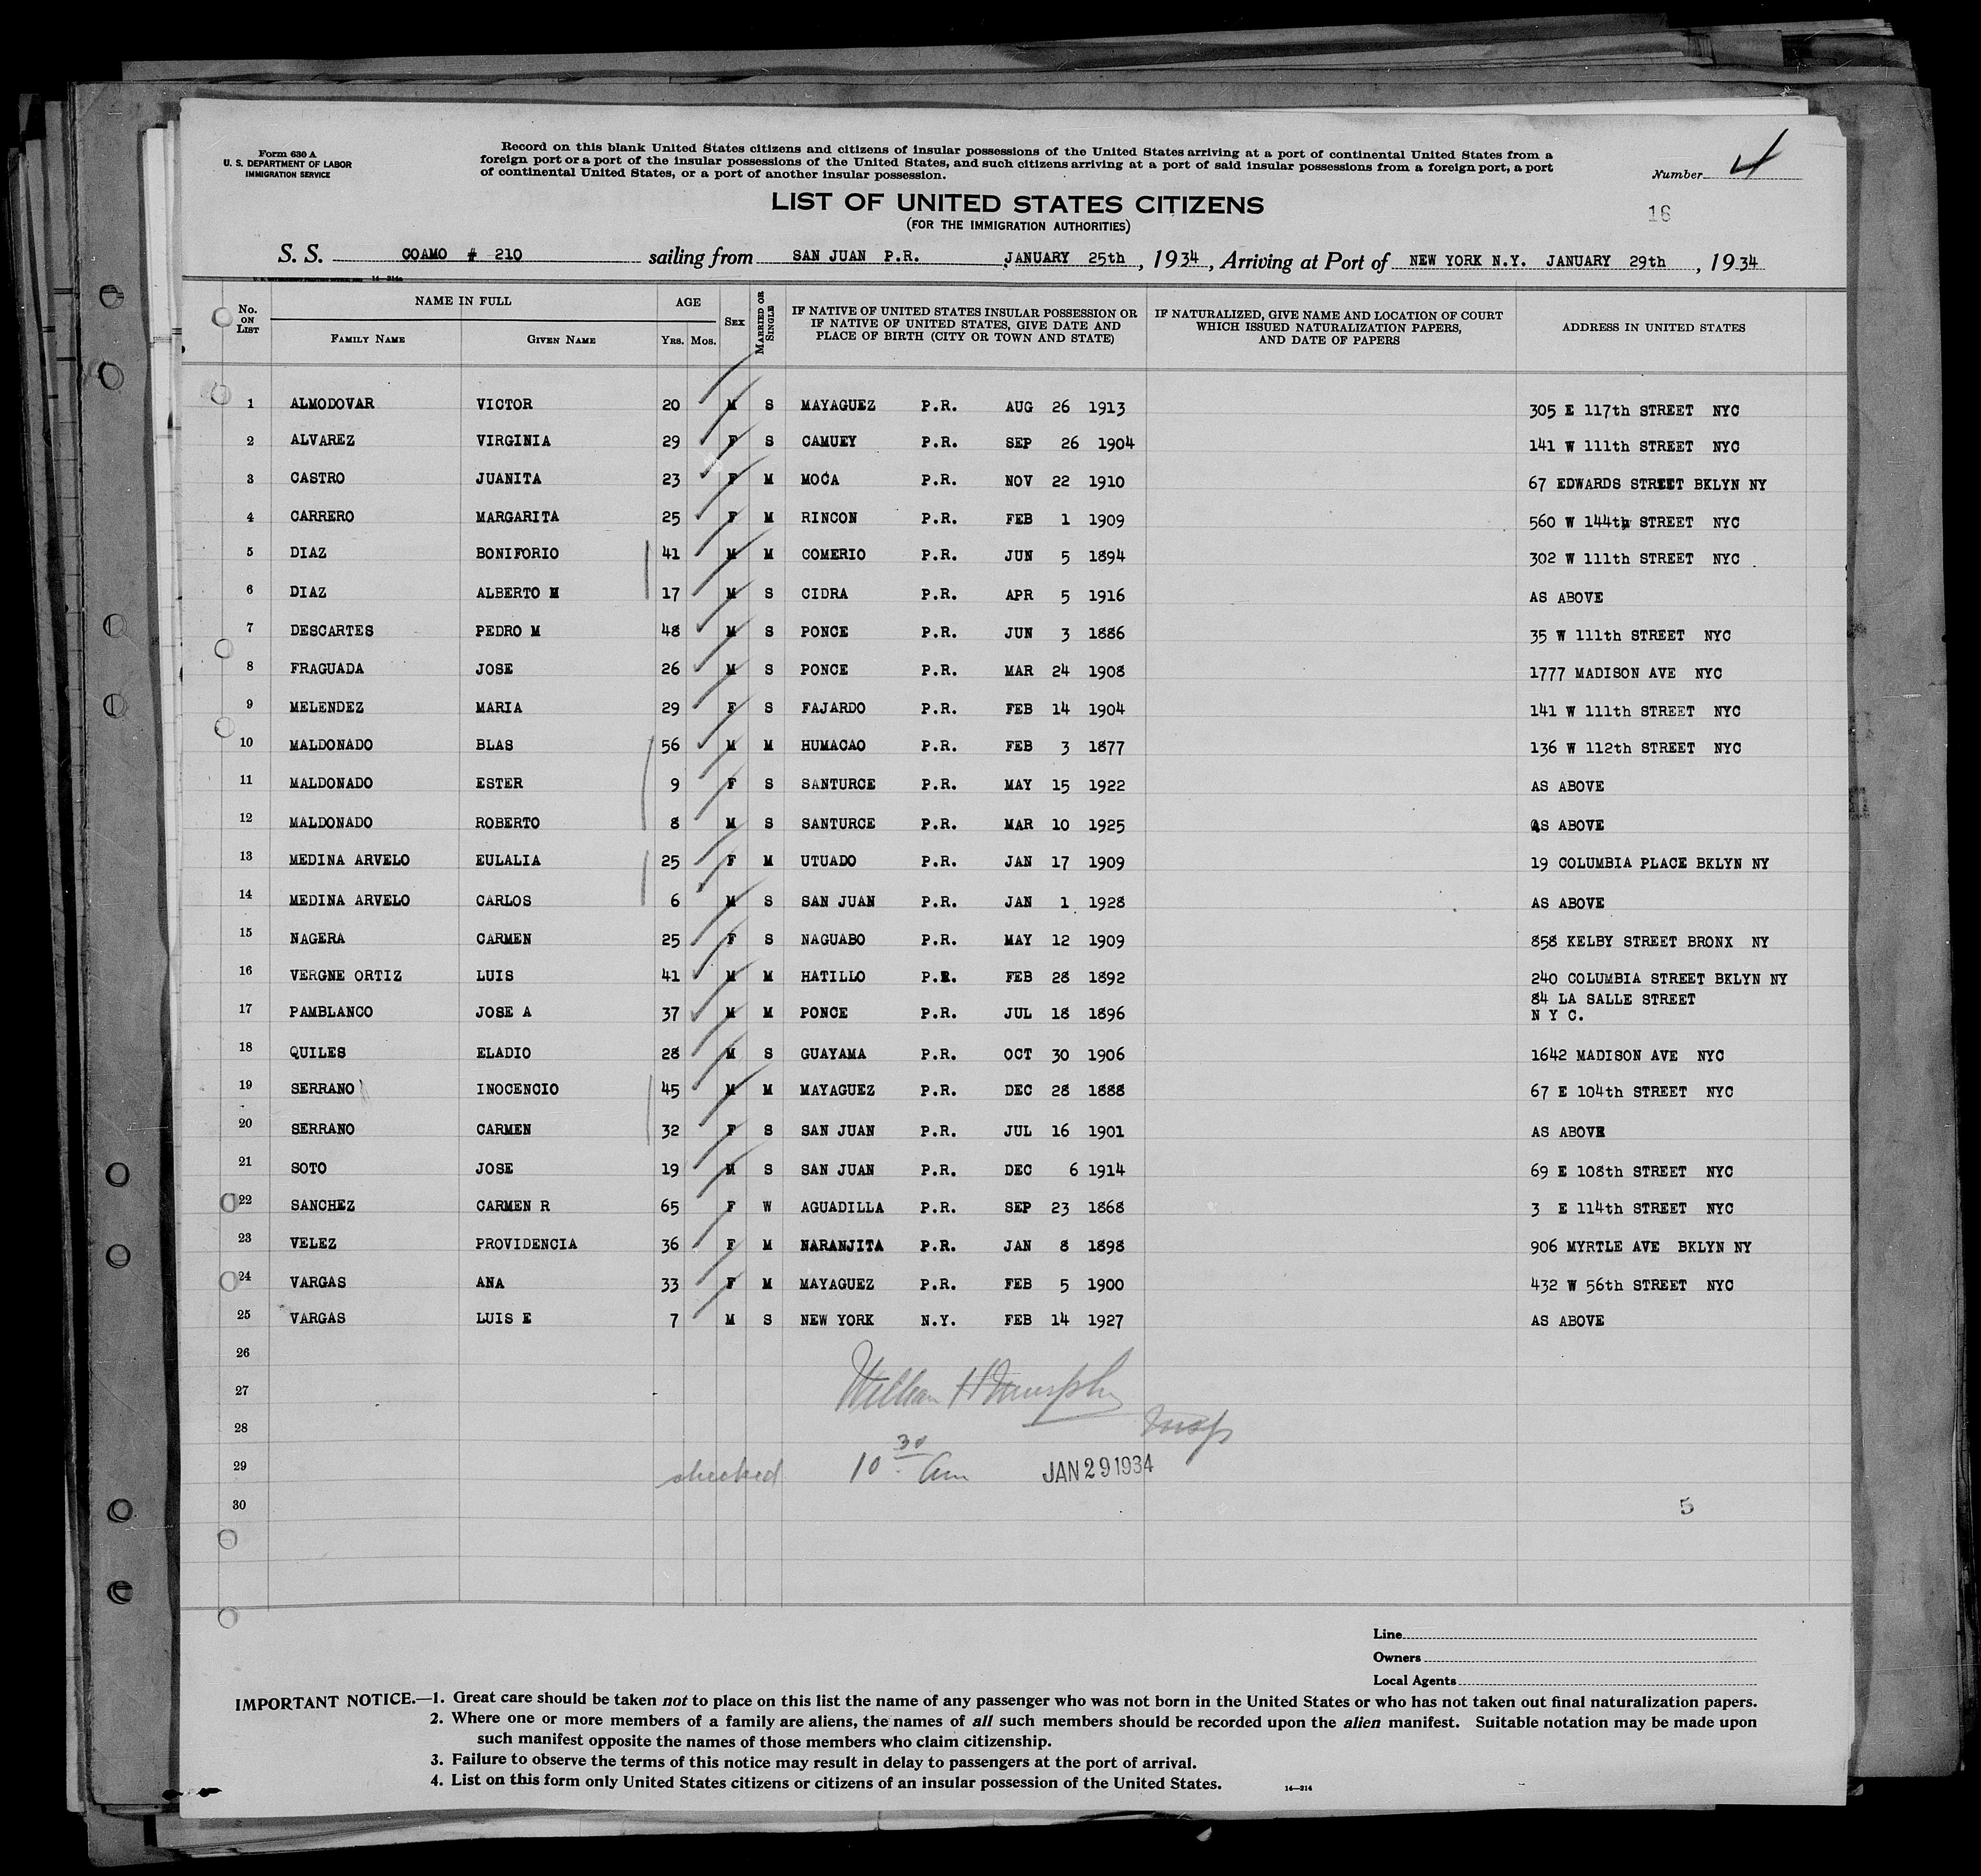 Form 630 A
U. S. DEPARTMENT OF LABOR
IMMIGRATION SERVICE
Record on this blank United States citizens and citizens of insular possessions of the United States arriving at a port of continental United States from a
foreign port or a port of the insular possessions of the United States, and such citizens arriving at a port of said insular possessions from a foreign port, a port
of continental United States, or a port of another insular possession.
Number 4
16
LIST OF UNITED STATES CITIZENS
(FOR THE IMMIGRATION AUTHORITIES)
S. S. COAMO # 210 sailing from SAN JUAN P.R. JANUARY 25th, 1934, Arriving at Port of NEW YORK N.Y. JANUARY 29th, 1934
14-214a
No. ON LIST
NAME IN FULL
FAMILY NAME GIVEN NAME
AGE
YRS. MOS.
SEX
MARRIED OR SINGLE
IF NATIVE OF UNITED STATES INSULAR POSSESSION OR
IF NATIVE OF UNITED STATES, GIVE DATE AND
PLACE OF BIRTH (CITY OR TOWN AND STATE)
IF NATURALIZED, GIVE NAME AND LOCATION OF COURT
WHICH ISSUED NATURALIZATION PAPERS,
AND DATE OF PAPERS
ADDRESS IN UNITED STATES
1 ALMODOVAR VICTOR 20 M S MAYAGUEZ P.R. AUG 26 1913 305 E 117th STREET NYC
2 ALVAREZ VIRGINIA 29 F S CAMUEY P.R. SEP 26 1904 141 W 111th STREET NYC
3 CASTRO JUANITA 23 F M MOCA P.R. NOV 22 1910 67 EDWARDS STREET BKLYN NY
4 CARRERO MARGARITA 25 F M RINCON P.R. FEB 1 1909 560 W 144th STREET NYC
5 DIAZ BONIFORIO 41 M M COMERIO P.R. JUN 5 1894 302 W 111th STREET NYC
6 DIAZ ALBERTO M 17 M S CIDRA P.R. APR 5 1916 AS ABOVE
7 DESCARTES PEDRO M 48 M S PONCE P.R. JUN 3 1886 35 W 111th STREET NYC
8 FRAGUADA JOSE 26 M S PONCE P.R. MAR 24 1908 1777 MADISON AVE NYC
9 MELENDEZ MARIA 29 F S FAJARDO P.R. FEB 14 1904 141 W 111th STREET NYC
10 MALDONADO BLAS 56 M M HUMACAO P.R. FEB 3 1877 136 W 112th STREET NYC
11 MALDONADO ESTER 9 F S SANTURCE P.R. MAY 15 1922 AS ABOVE
12 MALDONADO ROBERTO 8 M S SANTURCE P.R. MAR 10 1925 AS ABOVE
13 MEDINA ARVELO EULALIA 25 F M UTUADO P.R. JAN 17 1909 19 COLUMBIA PLACE BKLYN NY
14 MEDINA ARVELO CARLOS 6 M S SAN JUAN P.R. JAN 1 1928 AS ABOVE
15 NAGERA CARMEN 25 F S NAGUABO P.R. MAY 12 1909 858 KELBY STREET BRONX NY
16 VERGNE ORTIZ LUIS 41 M M HATILLO P.R. FEB 28 1892 240 COLUMBIA STREET BKLYN NY
17 PAMBLANCO JOSE A 37 M M PONCE P.R. JUL 18 1896 84 LA SALLE STREET
N Y C.
18 QUILES ELADIO 28 M S GUAYAMA P.R. OCT 30 1906 1642 MADISON AVE NYC
19 SERRANO INOCENCIO 45 M M MAYAGUEZ P.R. DEC 28 1888 67 E 104th STREET NYC
20 SERRANO CARMEN 32 F S SAN JUAN P.R. JUL 16 1901 AS ABOVE
21 SOTO JOSE 19 M S SAN JUAN P.R. DEC 6 1914 69 E 108th STREET NYC
22 SANCHEZ CARMEN R 65 F W AGUADILLA P.R. SEP 23 1868 3 E 114th STREET NYC
23 VELEZ PROVIDENCIA 36 F M NARANJITA P.R. JAN 8 1898 906 MYRTLE AVE BKLYN NY
24 VARGAS ANA 33 F M MAYAGUEZ P.R. FEB 5 1900 432 W 56th STREET NYC
25 VARGAS LUIS E 7 M S NEW YORK N.Y. FEB 14 1927 AS ABOVE
26
27 William H Murphy
28 Insp
29 checked 10 30 Am JAN 29 1934
30 5
Line
Owners
Local Agents
IMPORTANT NOTICE.—1. Great care should be taken not to place on this list the name of any passenger who was not born in the United States or who has not taken out final naturalization papers.
2. Where one or more members of a family are aliens, the names of all such members should be recorded upon the alien manifest. Suitable notation may be made upon
such manifest opposite the names of those members who claim citizenship.
3. Failure to observe the terms of this notice may result in delay to passengers at the port of arrival.
4. List on this form only United States citizens or citizens of an insular possession of the United States. 14-214